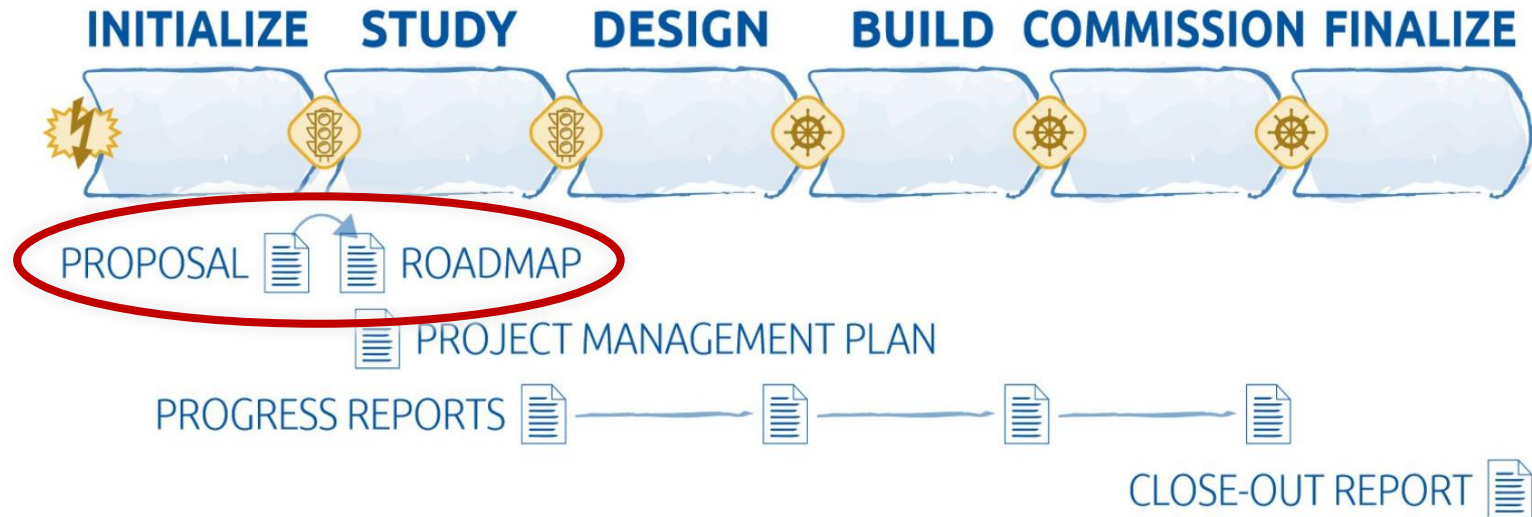 INITIALIZE STUDY DESIGN BUILD COMMISSION FINALIZE
PROPOSAL ROADMAP
PROJECT MANAGEMENT PLAN
PROGRESS REPORTS
CLOSE-OUT REPORT